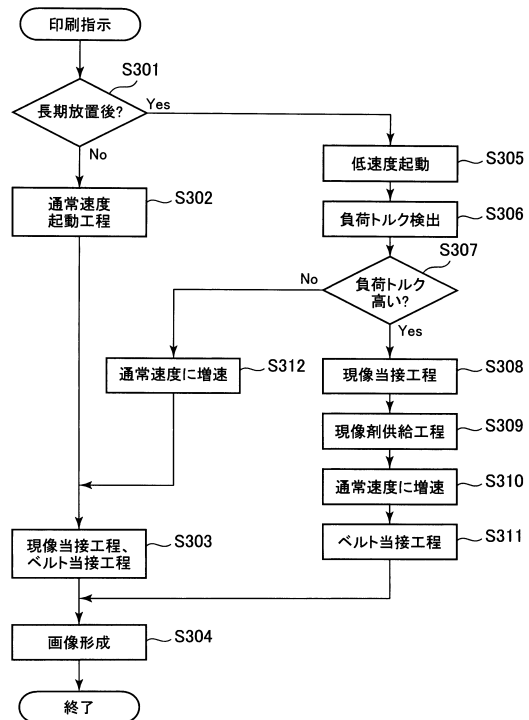 印刷指示
S301
長期放置後?
Yes
No
S302
通常速度
起動工程
低速度起動
S305
負荷トルク検出
S306
S307
負荷トルク
高い?
No
Yes
通常速度に増速
S312
現像当接工程
S308
現像剤供給工程
S309
通常速度に増速
S310
ベルト当接工程
S311
現像当接工程、
ベルト当接工程
S303
画像形成
S304
終了